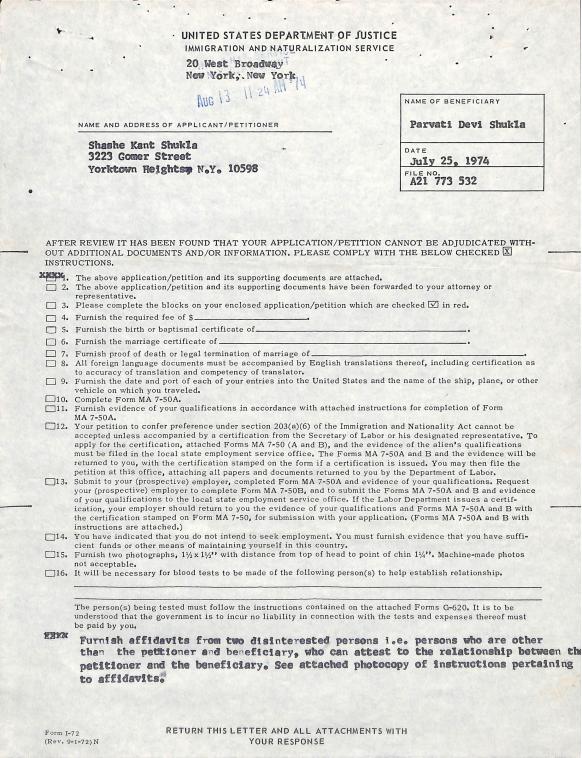 UNITED STATES DEPARTMENT OF JUSTICE
IMMIGRATION AND NATURALIZATION SERVICE
20 West Broadway
New York, New York
AUG 13 11 24 AM '74
NAME OF BENEFICIARY
Parvati Devi Shukla
NAME AND ADDRESS OF APPLICANT/PETITIONER
DATE
July 25, 1974
Shashe Kant Shukla
3223 Gomer Street
Yorktown Heights, N.Y. 10598
FILE NO.
A21 773 532
AFTER REVIEW IT HAS BEEN FOUND THAT YOUR APPLICATION/PETITION CANNOT BE ADJUDICATED WITH-
OUT ADDITIONAL DOCUMENTS AND/OR INFORMATION. PLEASE COMPLY WITH THE BELOW CHECKED X
INSTRUCTIONS.
XXXX 1. The above application/petition and its supporting documents are attached.
2. The above application/petition and its supporting documents have been forwarded to your attorney or
representative.
3. Please complete the blocks on your enclosed application/petition which are checked ✓ in red.
4. Furnish the required fee of $ .
5. Furnish the birth or baptismal certificate of .
6. Furnish the marriage certificate of .
7. Furnish proof of death or legal termination of marriage of .
8. All foreign language documents must be accompanied by English translations thereof, including certification as
to accuracy of translation and competency of translator.
9. Furnish the date and port of each of your entries into the United States and the name of the ship, plane, or other
vehicle on which you traveled.
10. Complete Form MA 7-50A.
11. Furnish evidence of your qualifications in accordance with attached instructions for completion of Form
MA 7-50A.
12. Your petition to confer preference under section 203(a)(6) of the Immigration and Nationality Act cannot be
accepted unless accompanied by a certification from the Secretary of Labor or his designated representative. To
apply for the certification, attached Forms MA 7-50 (A and B), and the evidence of the alien's qualifications
must be filed in the local state employment service office. The Forms MA 7-50A and B and the evidence will be
returned to you, with the certification stamped on the form if a certification is issued. You may then file the
petition at this office, attaching all papers and documents returned to you by the Department of Labor.
13. Submit to your (prospective) employer, completed Form MA 7-50A and evidence of your qualifications. Request
your (prospective) employer to complete Form MA 7-50B, and to submit the Forms MA 7-50A and B and evidence
of your qualifications to the local state employment service office. If the Labor Department issues a certif-
ication, your employer should return to you the evidence of your qualifications and Forms MA 7-50A and B with
the certification stamped on Form MA 7-50, for submission with your application. (Forms MA 7-50A and B with
instructions are attached.)
14. You have indicated that you do not intend to seek employment. You must furnish evidence that you have suffi-
cient funds or other means of maintaining yourself in this country.
15. Furnish two photographs, 1½ x 1½" with distance from top of head to point of chin 1¼". Machine-made photos
not acceptable.
16. It will be necessary for blood tests to be made of the following person(s) to help establish relationship.
The person(s) being tested must follow the instructions contained on the attached Forms G-620. It is to be
understood that the government is to incur no liability in connection with the tests and expenses thereof must
be paid by you.
XXXX Furnish affidavits from two disinterested persons i.e. persons who are other
than the petitioner and beneficiary, who can attest to the relationship between the
petitioner and the beneficiary. See attached photocopy of instructions pertaining
to affidavits.
Form I-72
(Rev. 9-1-72) N
RETURN THIS LETTER AND ALL ATTACHMENTS WITH
YOUR RESPONSE